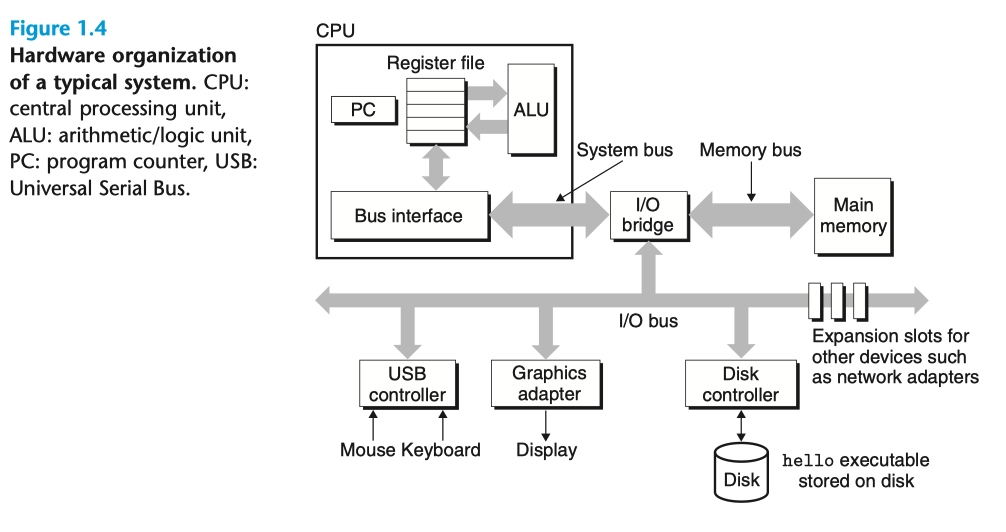 Figure 1.4
Hardware organization
of a typical system. CPU:
central processing unit,
ALU: arithmetic/logic unit,
PC: program counter, USB:
Universal Serial Bus.
CPU
Register file
PC
ALU
System bus
Memory bus
Bus interface
I/O
bridge
Main
memory
I/O bus
Expansion slots for
other devices such
as network adapters
USB
controller
Graphics
adapter
Disk
controller
Mouse Keyboard
Display
Disk
hello executable
stored on disk